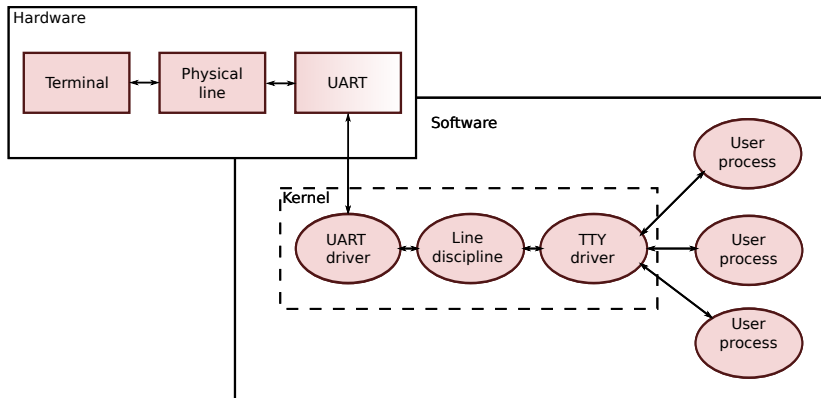 Hardware
Terminal
Physical
line
UART
Software
Kernel
UART
driver
Line
discipline
TTY
driver
User
process
User
process
User
process